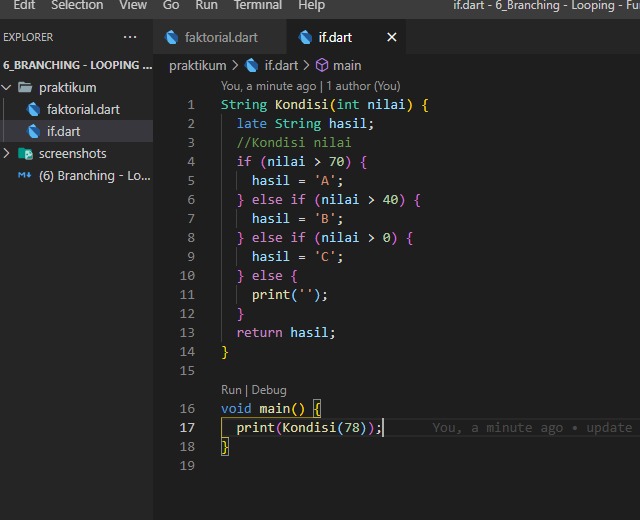 Edit Selection View Go Run Terminal Help if.dart - 6_Branching - Looping - Fu
EXPLORER ···
faktorial.dart if.dart
6_BRANCHING - LOOPING ...
praktikum > if.dart > main
praktikum
faktorial.dart
if.dart
screenshots
(6) Branching - Lo...
You, a minute ago | 1 author (You)
1 String Kondisi(int nilai) {
2 late String hasil;
3 //Kondisi nilai
4 if (nilai > 70) {
5 hasil = 'A';
6 } else if (nilai > 40) {
7 hasil = 'B';
8 } else if (nilai > 0) {
9 hasil = 'C';
10 } else {
11 print('');
12 }
13 return hasil;
14 }
15
Run | Debug
16 void main() {
17 print(Kondisi(78)); You, a minute ago • update
18 }
19